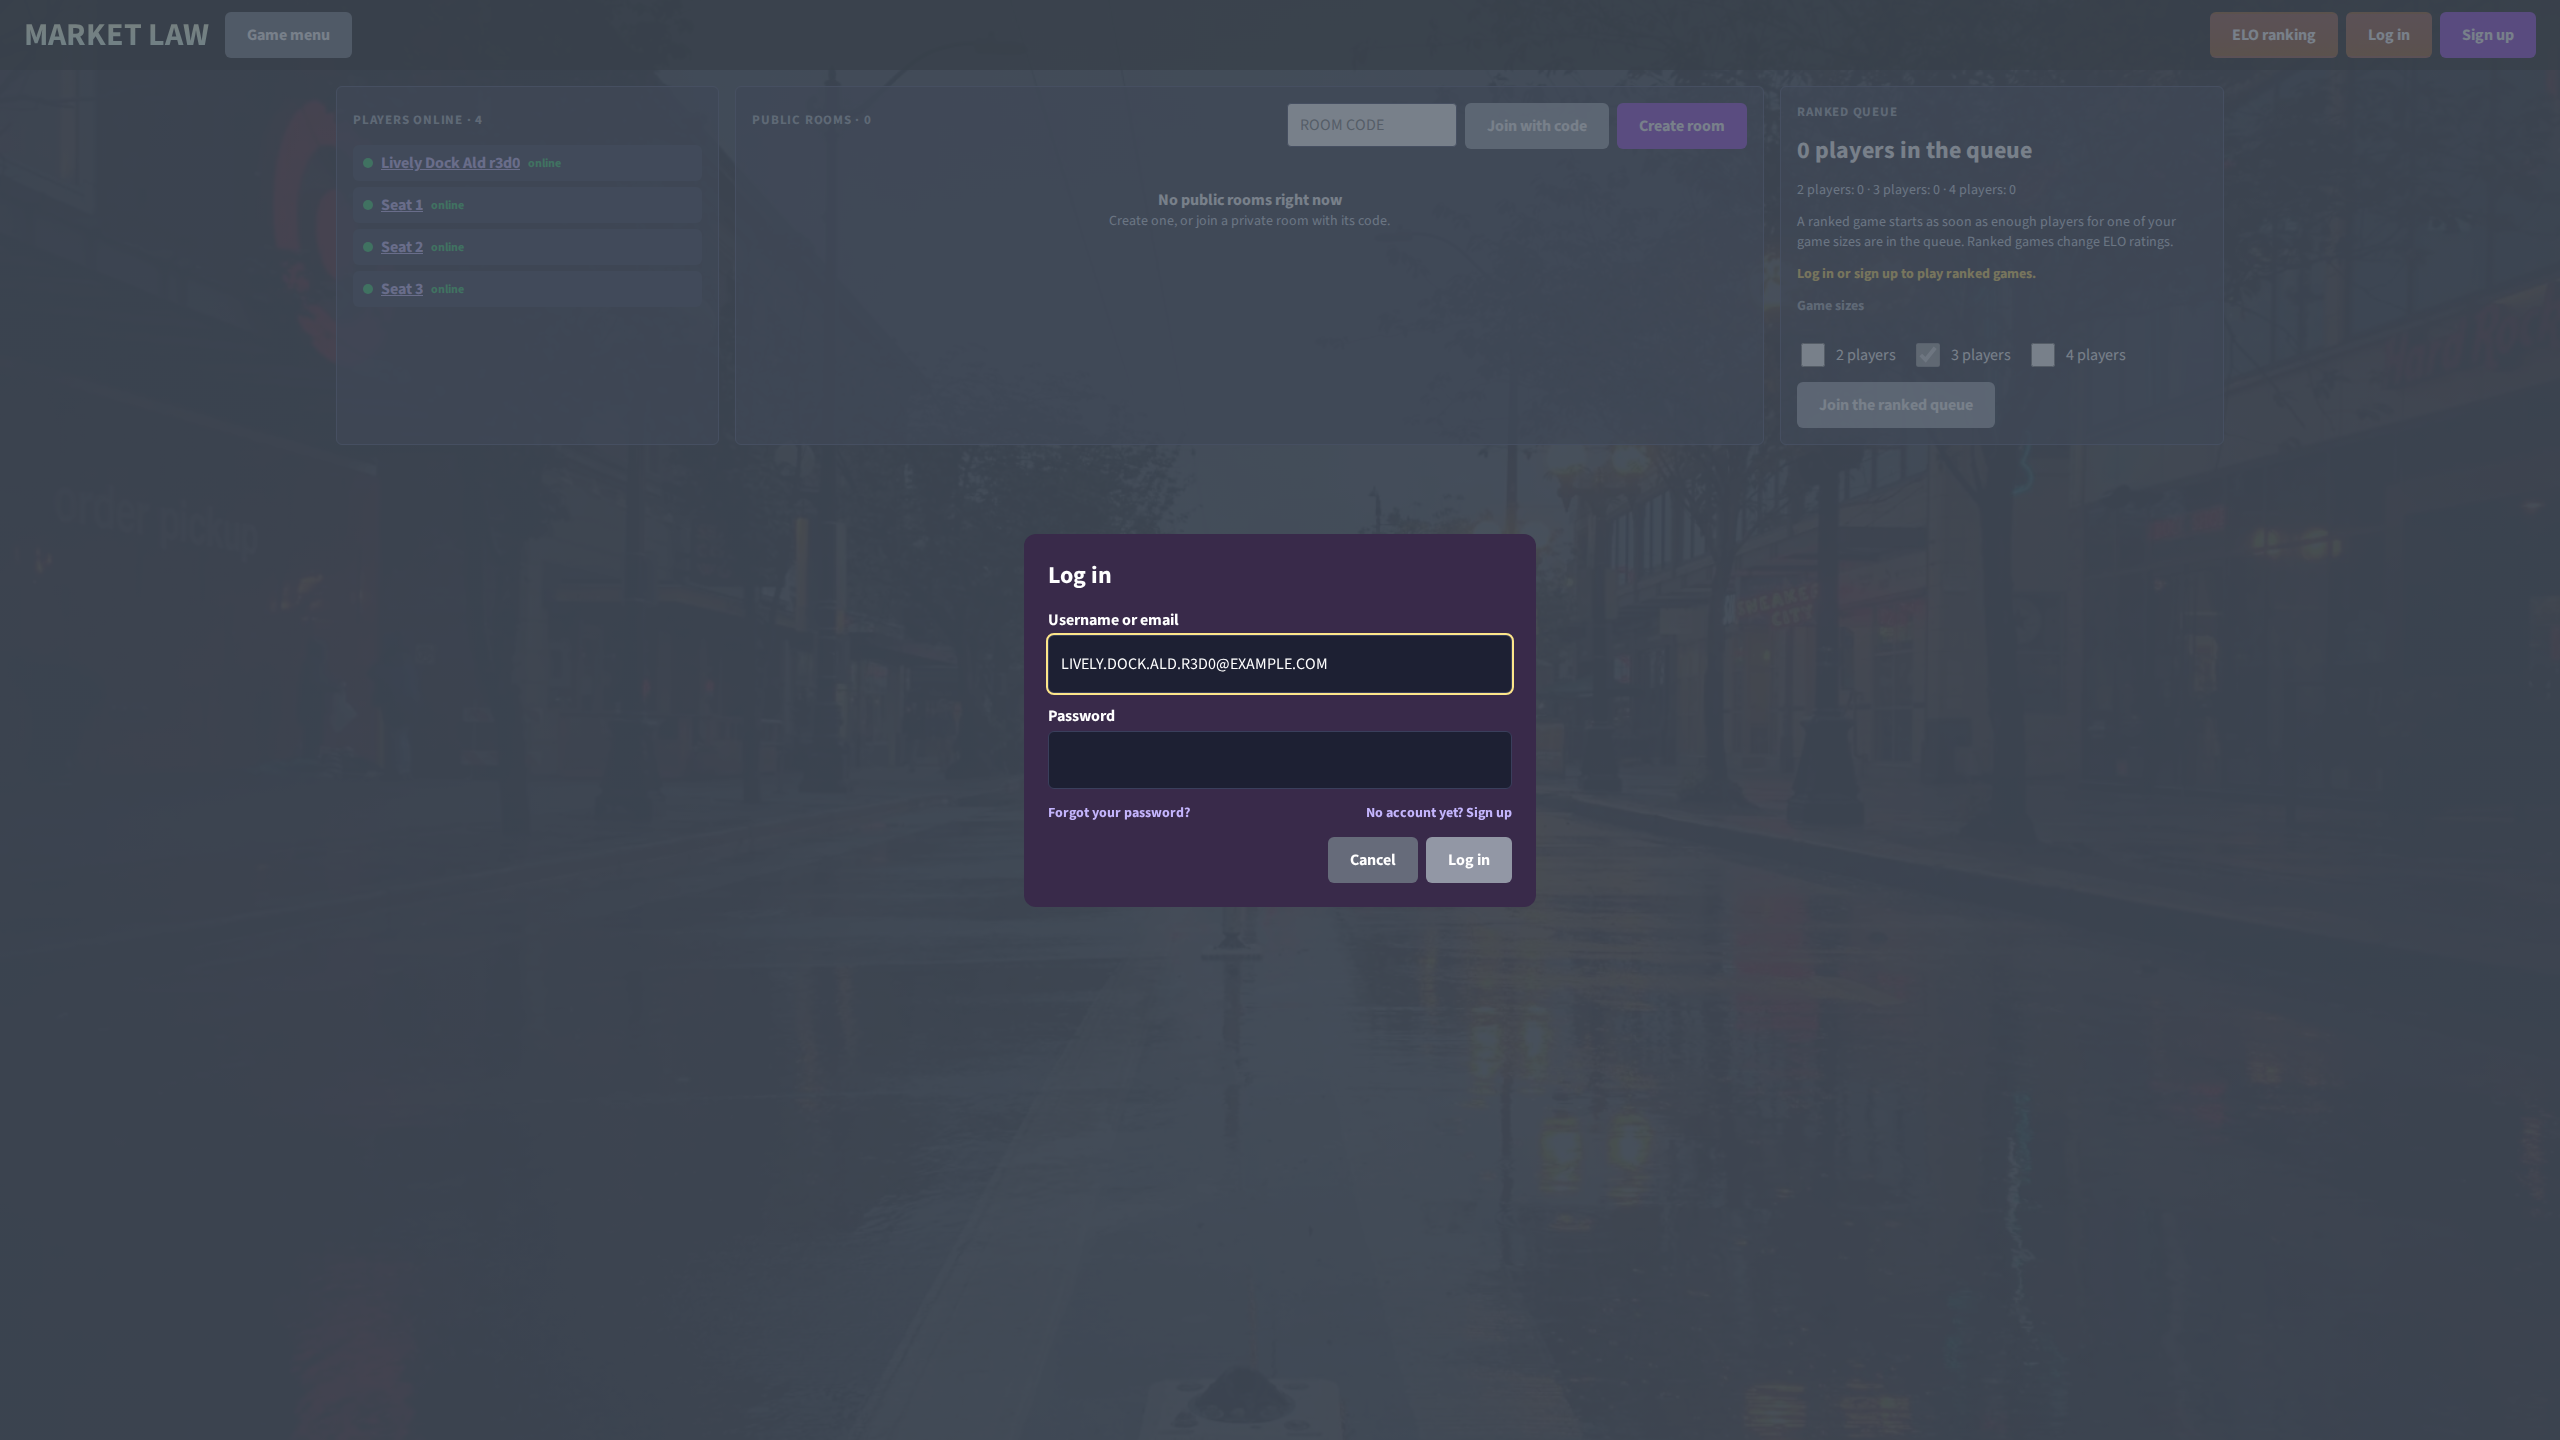 MARKET LAW
Game menu
ELO ranking
Log in
Sign up
PLAYERS ONLINE · 4
Lively Dock Ald r3d0 online
Seat 1 online
Seat 2 online
Seat 3 online
PUBLIC ROOMS · 0
ROOM CODE
Join with code
Create room
No public rooms right now
Create one, or join a private room with its code.
RANKED QUEUE
0 players in the queue
2 players: 0 · 3 players: 0 · 4 players: 0
A ranked game starts as soon as enough players for one of your
game sizes are in the queue. Ranked games change ELO ratings.
Log in or sign up to play ranked games.
Game sizes
2 players
3 players
4 players
Join the ranked queue
order pickup
SNEAKER
CITY
Log in
Username or email
LIVELY.DOCK.ALD.R3D0@EXAMPLE.COM
Password
Forgot your password?
No account yet? Sign up
Cancel
Log in